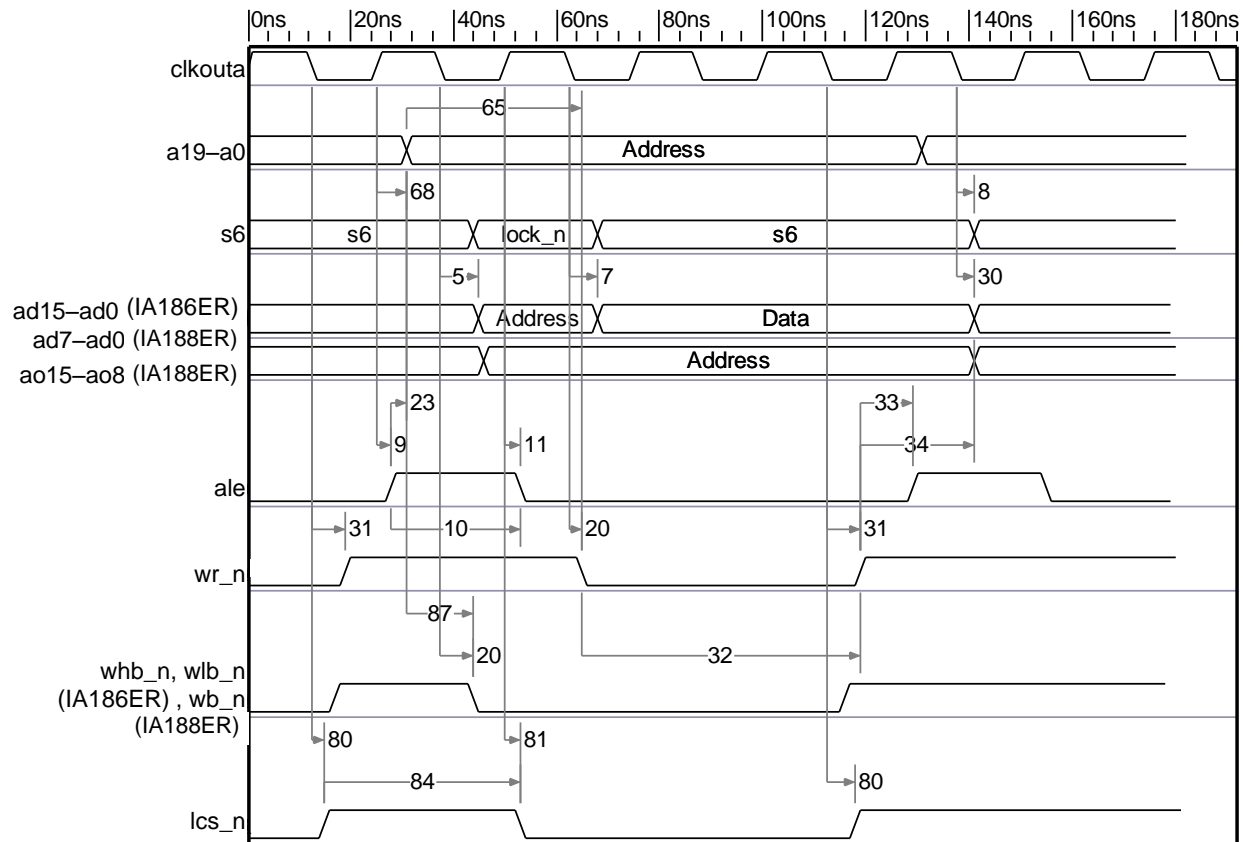 0ns 20ns 40ns 60ns 80ns 100ns 120ns 140ns 160ns 180ns
clkouta
65
a19–a0 Address
68 8
s6 s6 lock_n s6
5 7 30
ad15–ad0 (IA186ER) Address Data
ad7–ad0 (IA188ER)
ao15–ao8 (IA188ER) Address
23 33
9 11 34
ale
31 10 20 31
wr_n
87
20 32
whb_n, wlb_n
(IA186ER) , wb_n
(IA188ER)
80 81
84 80
lcs_n